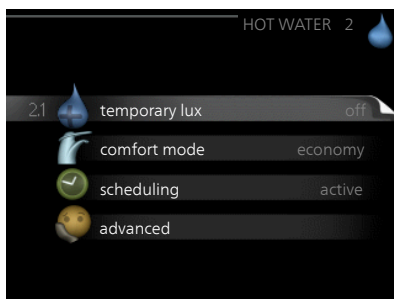 HOT WATER 2
2.1 temporary lux off
comfort mode economy
scheduling active
advanced